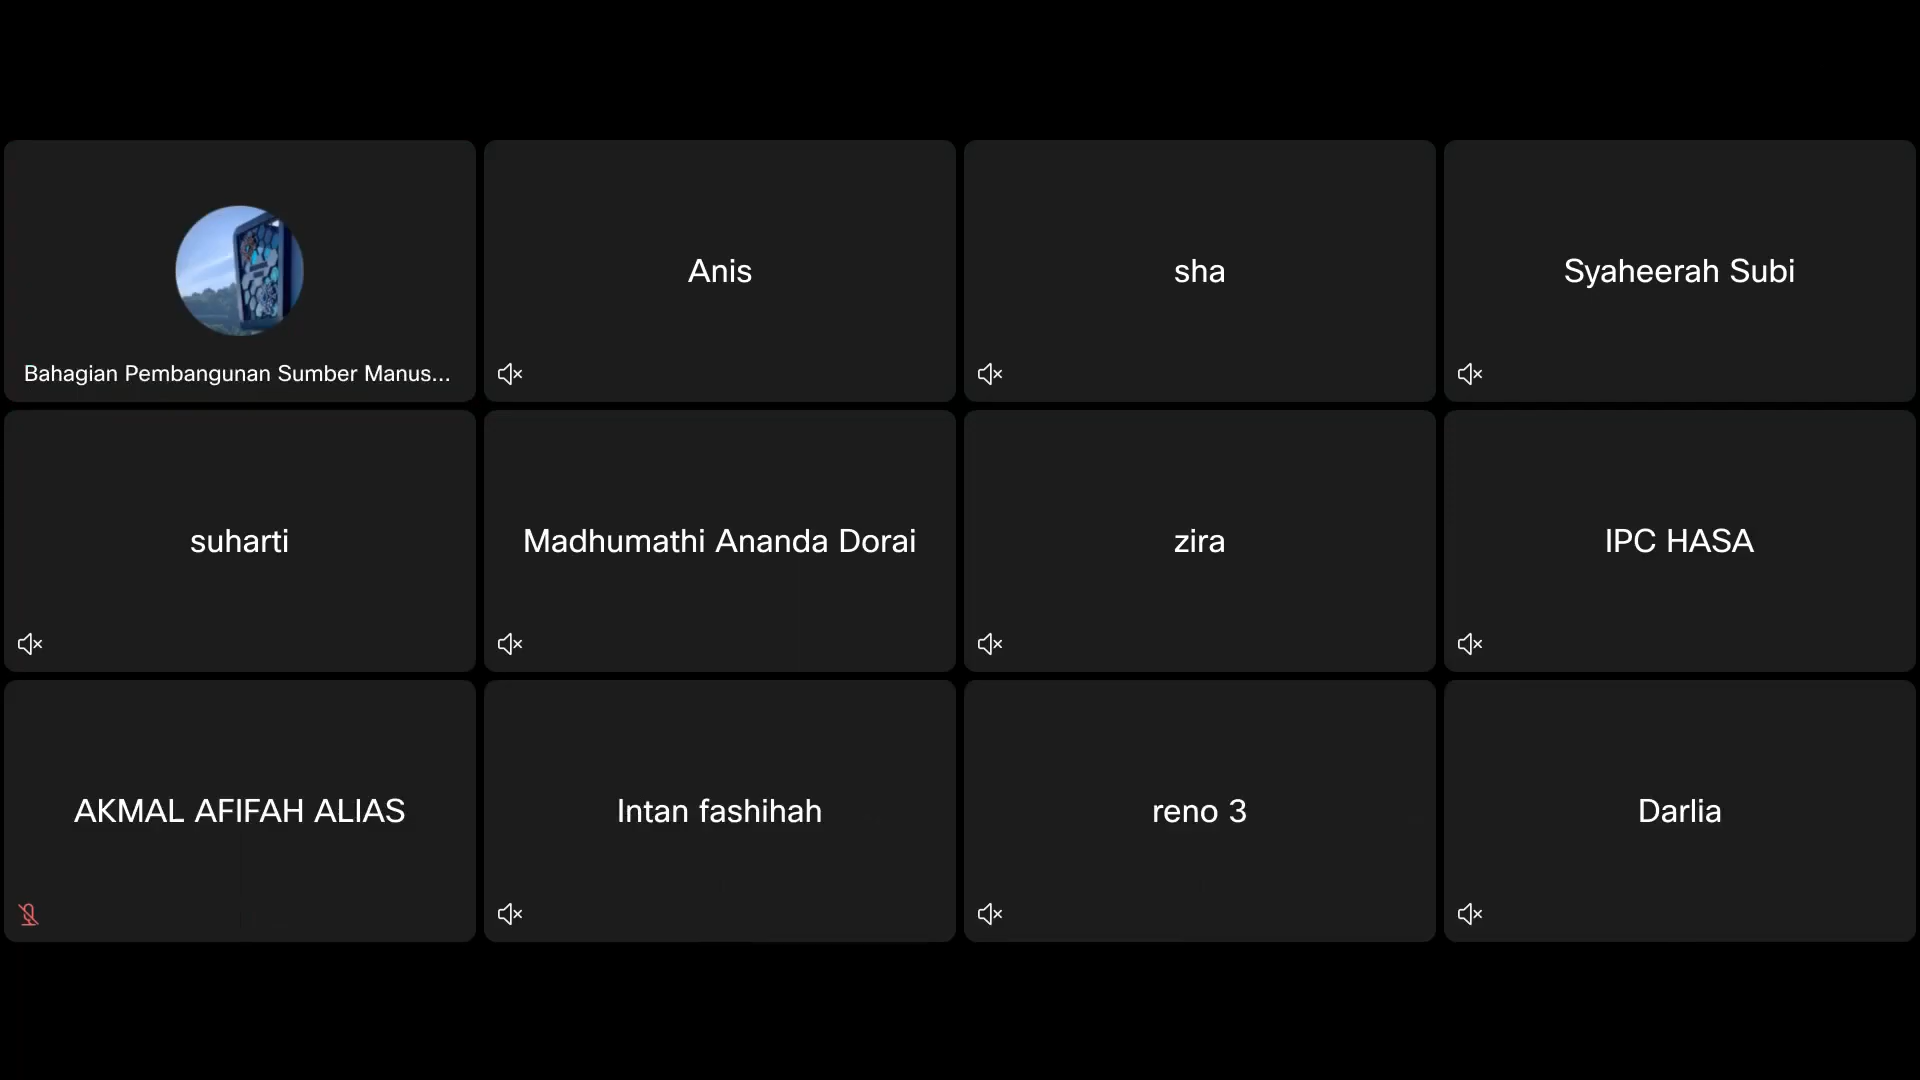 Bahagian Pembangunan Sumber Manus...
Anis
sha
Syaheerah Subi
suharti
Madhumathi Ananda Dorai
zira
IPC HASA
AKMAL AFIFAH ALIAS
Intan fashihah
reno 3
Darlia